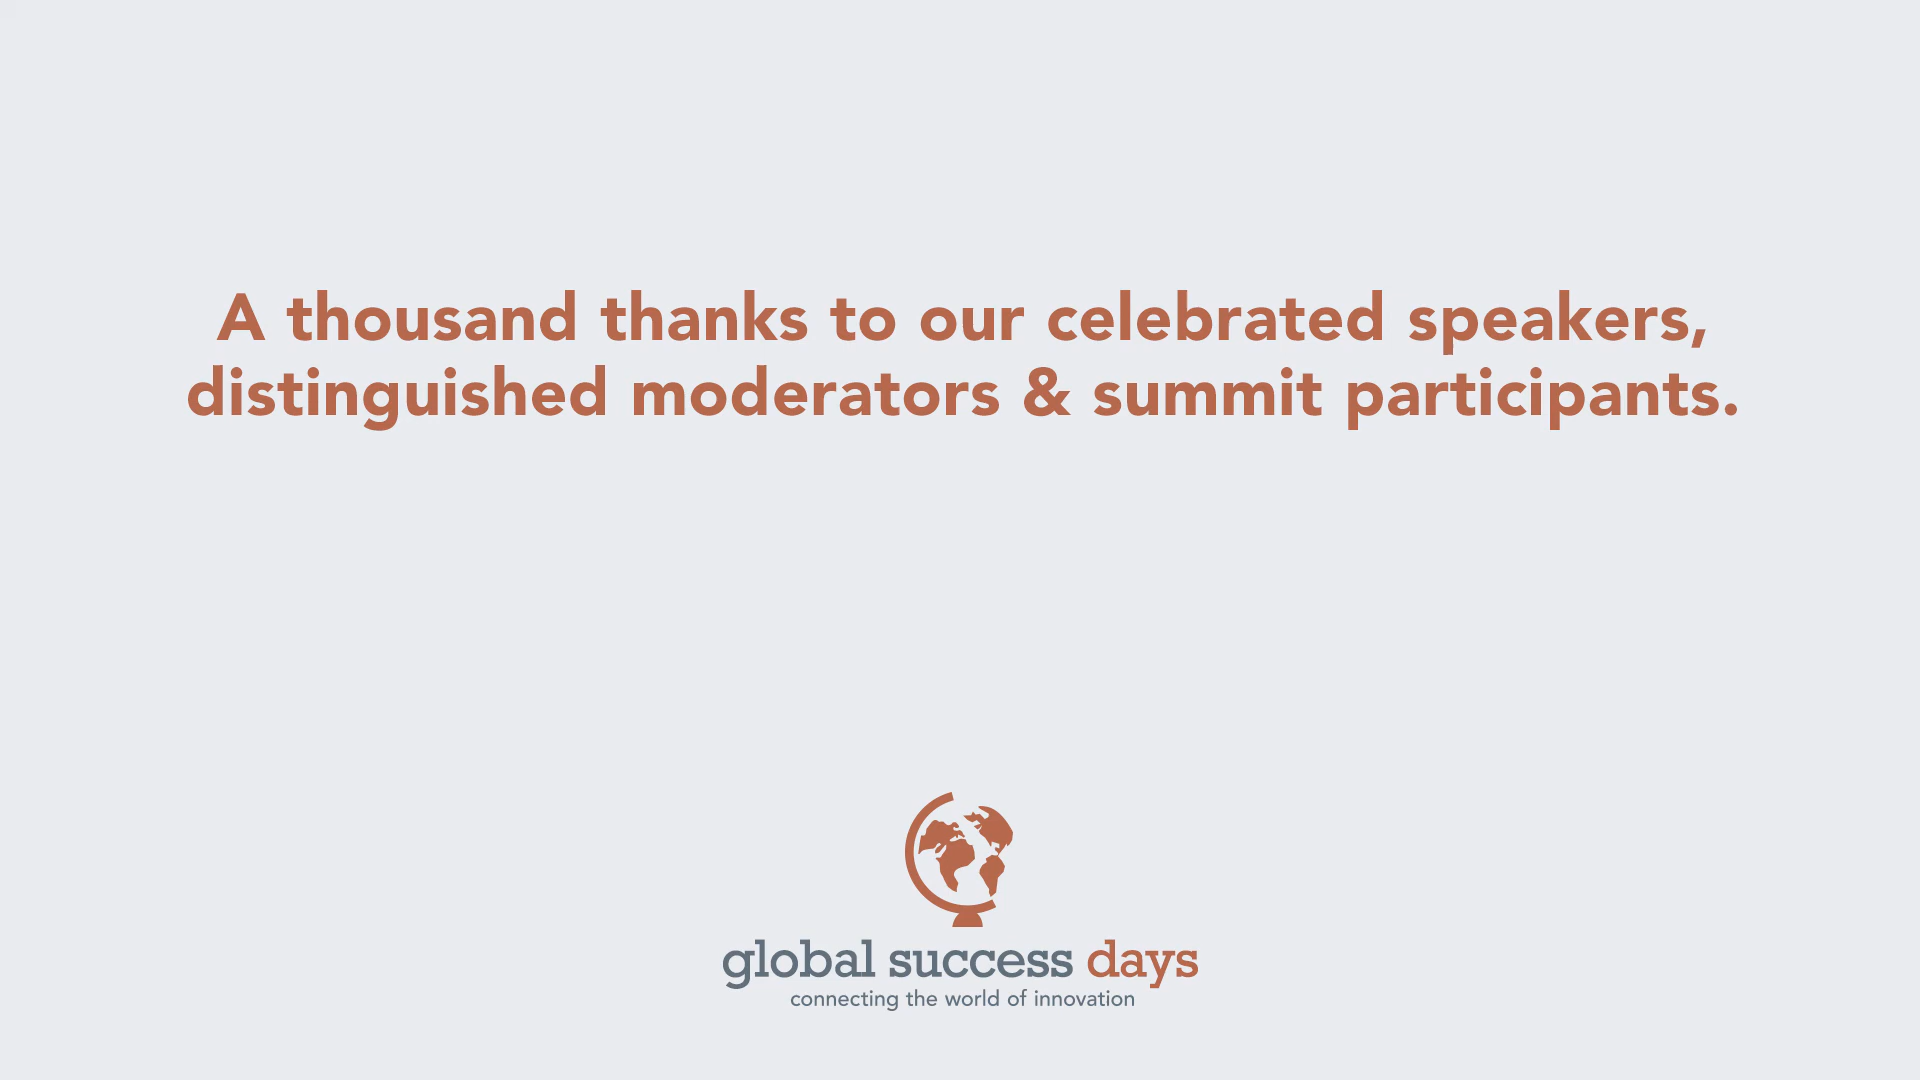 A thousand thanks to our celebrated speakers,
distinguished moderators & summit participants.
global success days
connecting the world of innovation